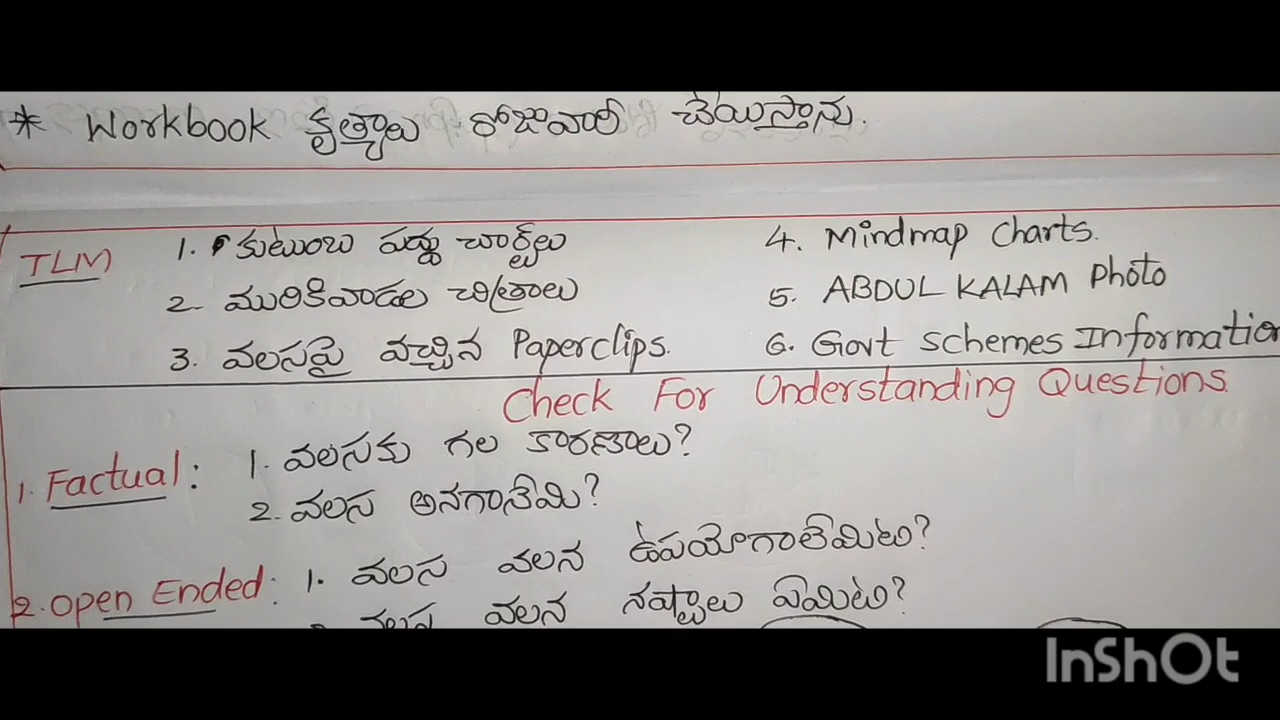 * Workbook కృత్యాలు రోజువారీ చేయిస్తాను.
TLM 1. కుటుంబ పద్దు చార్ట్‌లు 4. Mindmap Charts.
2. మురికివాడల చిత్రాలు 5. ABDUL KALAM Photo
3. వలసపై వచ్చిన Paperclips. 6. Govt Schemes Information
Check For Understanding Questions
1. Factual: 1. వలసకు గల కారణాలు?
2. వలస అనగానేమి?
2. Open Ended: 1. వలస వలన ఉపయోగాలేమిటి?
వలస వలన నష్టాలు ఏమిటి?
InShOt